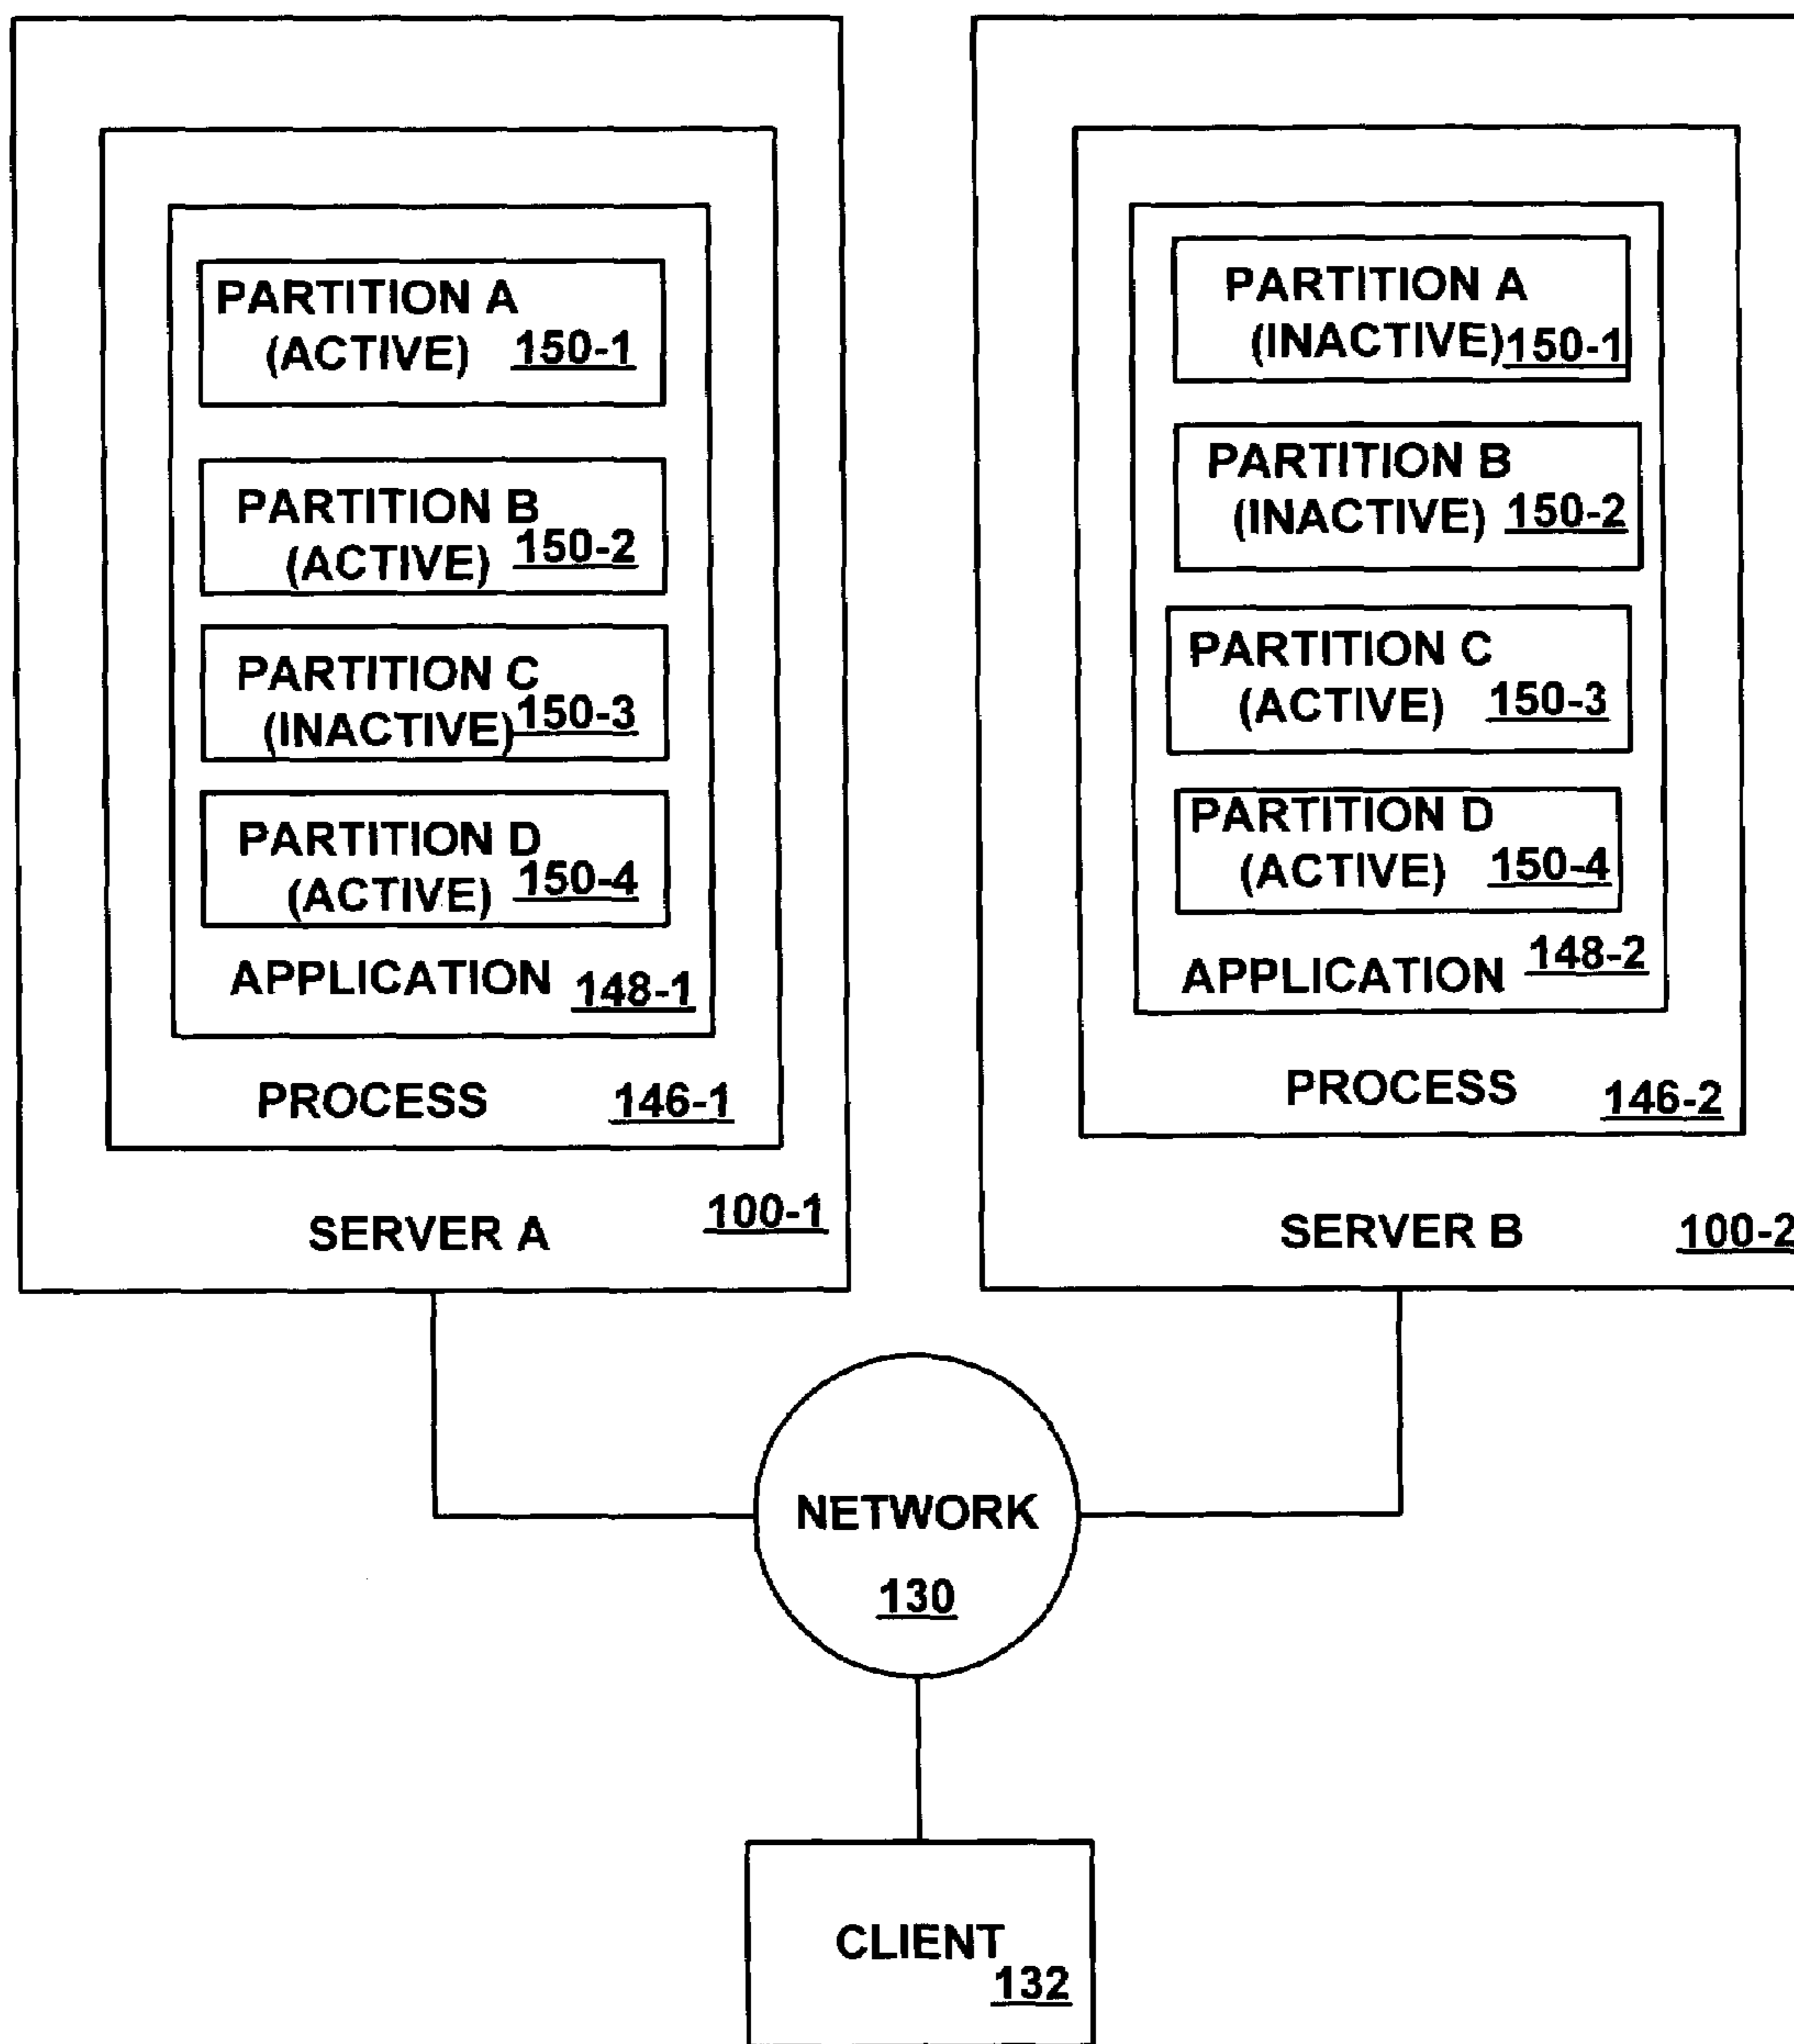 PARTITION A
(ACTIVE) 150-1
PARTITION B
(ACTIVE) 150-2
PARTITION C
(INACTIVE) 150-3
PARTITION D
(ACTIVE) 150-4
APPLICATION 148-1
PROCESS 146-1
SERVER A 100-1
PARTITION A
(INACTIVE) 150-1
PARTITION B
(INACTIVE) 150-2
PARTITION C
(ACTIVE) 150-3
PARTITION D
(ACTIVE) 150-4
APPLICATION 148-2
PROCESS 146-2
SERVER B 100-2
NETWORK
130
CLIENT
132